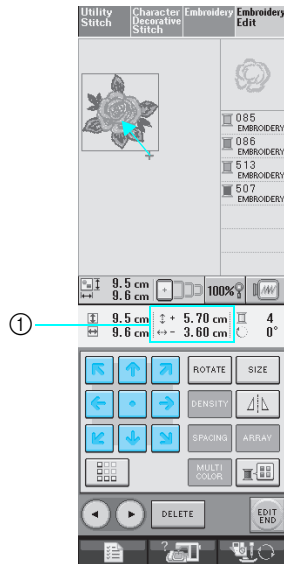 Utility Stitch
Character Decorative Stitch
Embroidery
Embroidery Edit
085 EMBROIDERY
086 EMBROIDERY
513 EMBROIDERY
507 EMBROIDERY
9.5 cm
9.6 cm
100%
9.5 cm + 5.70 cm 4
9.6 cm - 3.60 cm 0°
1
ROTATE SIZE
DENSITY
SPACING ARRAY
MULTI COLOR
DELETE
EDIT END
?